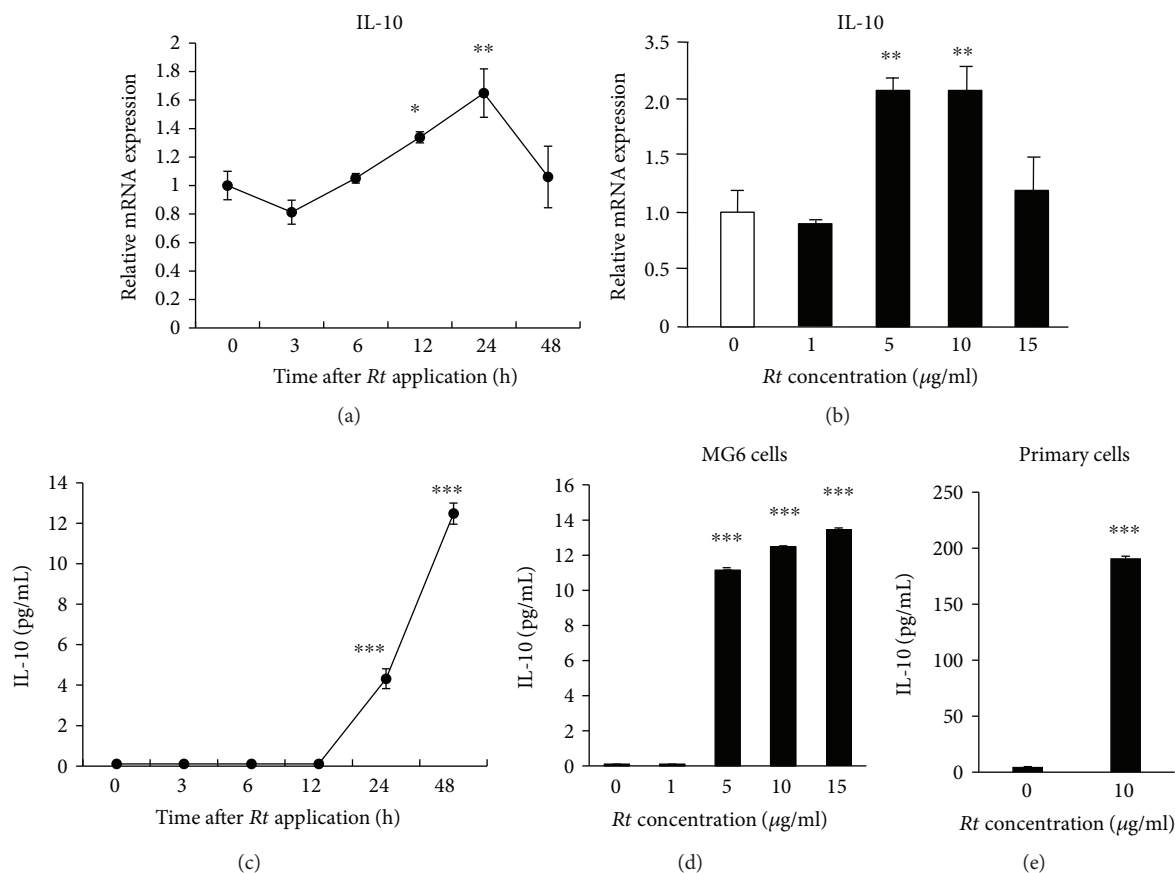 IL-10
2
1.8
1.6
1.4
1.2
1
0.8
0.6
0.4
0.2
0
Relative mRNA expression
*
**
0 3 6 12 24 48
Time after Rt application (h)
(a)
IL-10
3.5
2.0
1.5
1.0
0.5
0
Relative mRNA expression
** **
0 1 5 10 15
Rt concentration (μg/ml)
(b)
14
12
10
8
6
4
2
0
IL-10 (pg/mL)
***
***
0 3 6 12 24 48
Time after Rt application (h)
(c)
MG6 cells
16
14
12
10
8
6
4
2
0
IL-10 (pg/mL)
***
***
***
0 1 5 10 15
Rt concentration (μg/ml)
(d)
Primary cells
250
200
150
100
50
0
IL-10 (pg/mL)
***
0 10
Rt concentration (μg/ml)
(e)